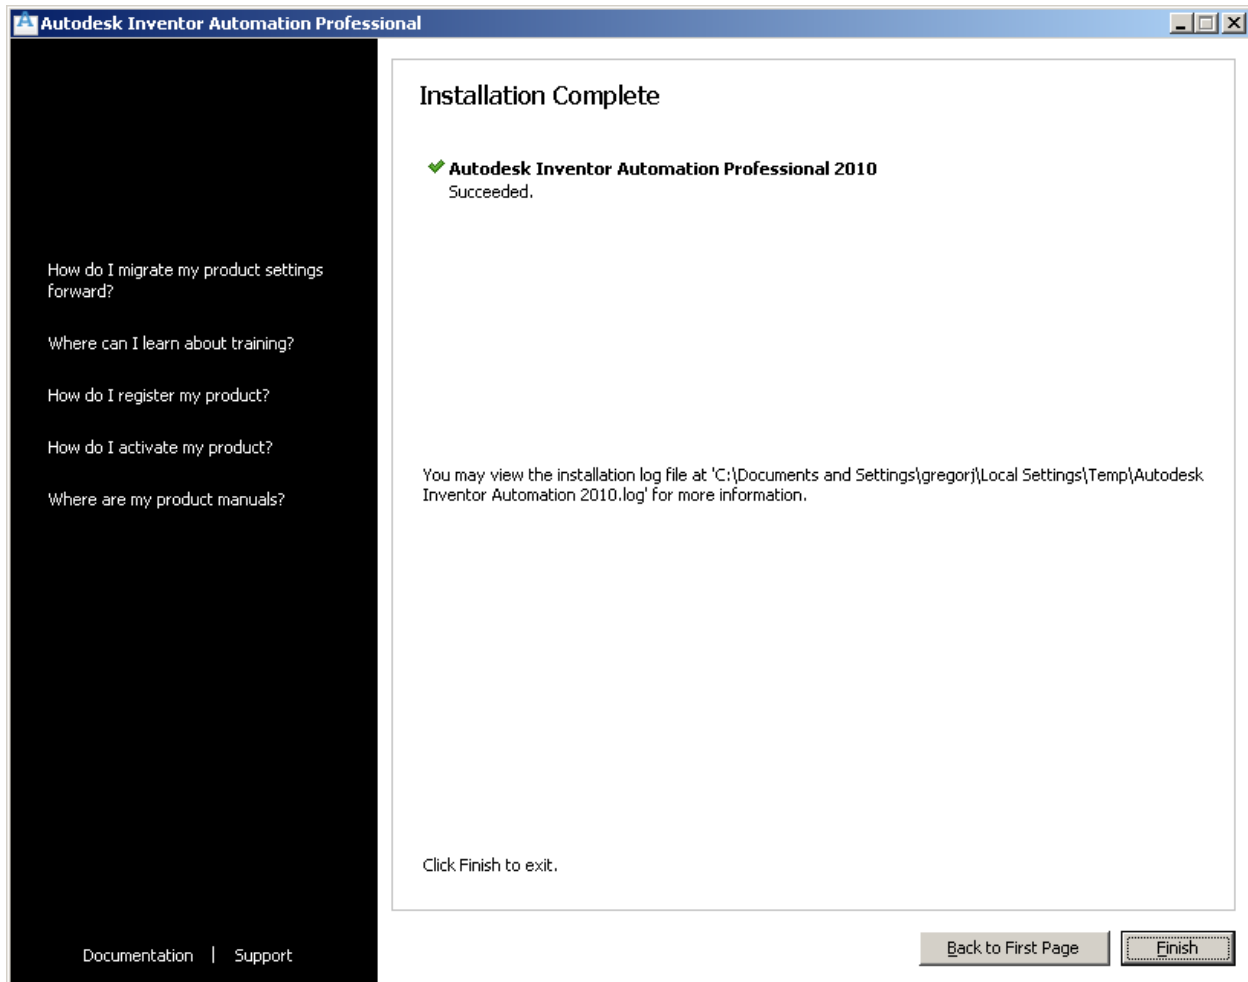 Autodesk Inventor Automation Professional
Installation Complete
Autodesk Inventor Automation Professional 2010
Succeeded.
How do I migrate my product settings
forward?
Where can I learn about training?
How do I register my product?
How do I activate my product?
Where are my product manuals?
You may view the installation log file at 'C:\Documents and Settings\gregorj\Local Settings\Temp\Autodesk
Inventor Automation 2010.log' for more information.
Click Finish to exit.
Documentation | Support
Back to First Page
Finish